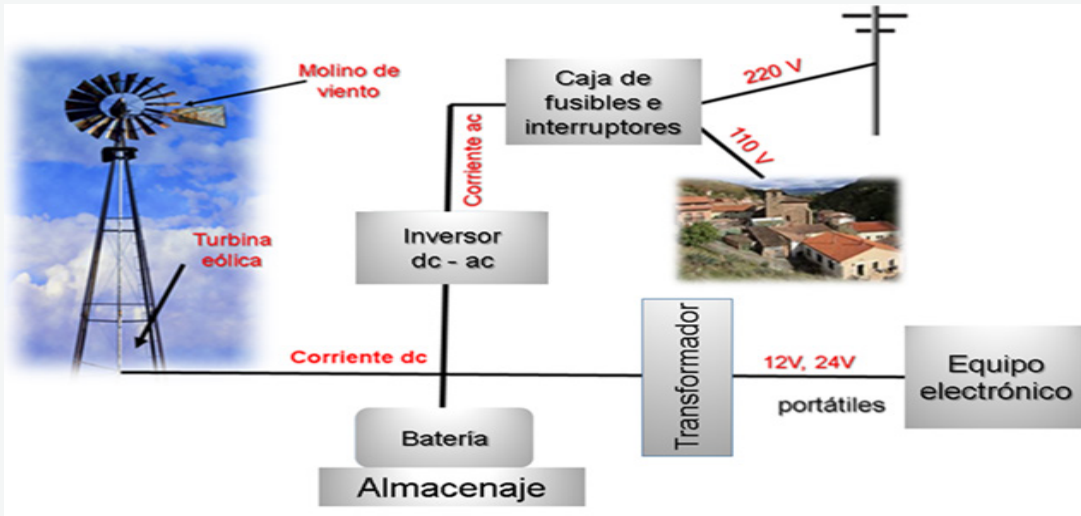 Molino de
viento
Turbina
eólica
Corriente dc
Corriente ac
Caja de
fusibles e
interruptores
220 V
110 V
Inversor
dc - ac
Batería
Almacenaje
Transformador
12V, 24V
portátiles
Equipo
electrónico